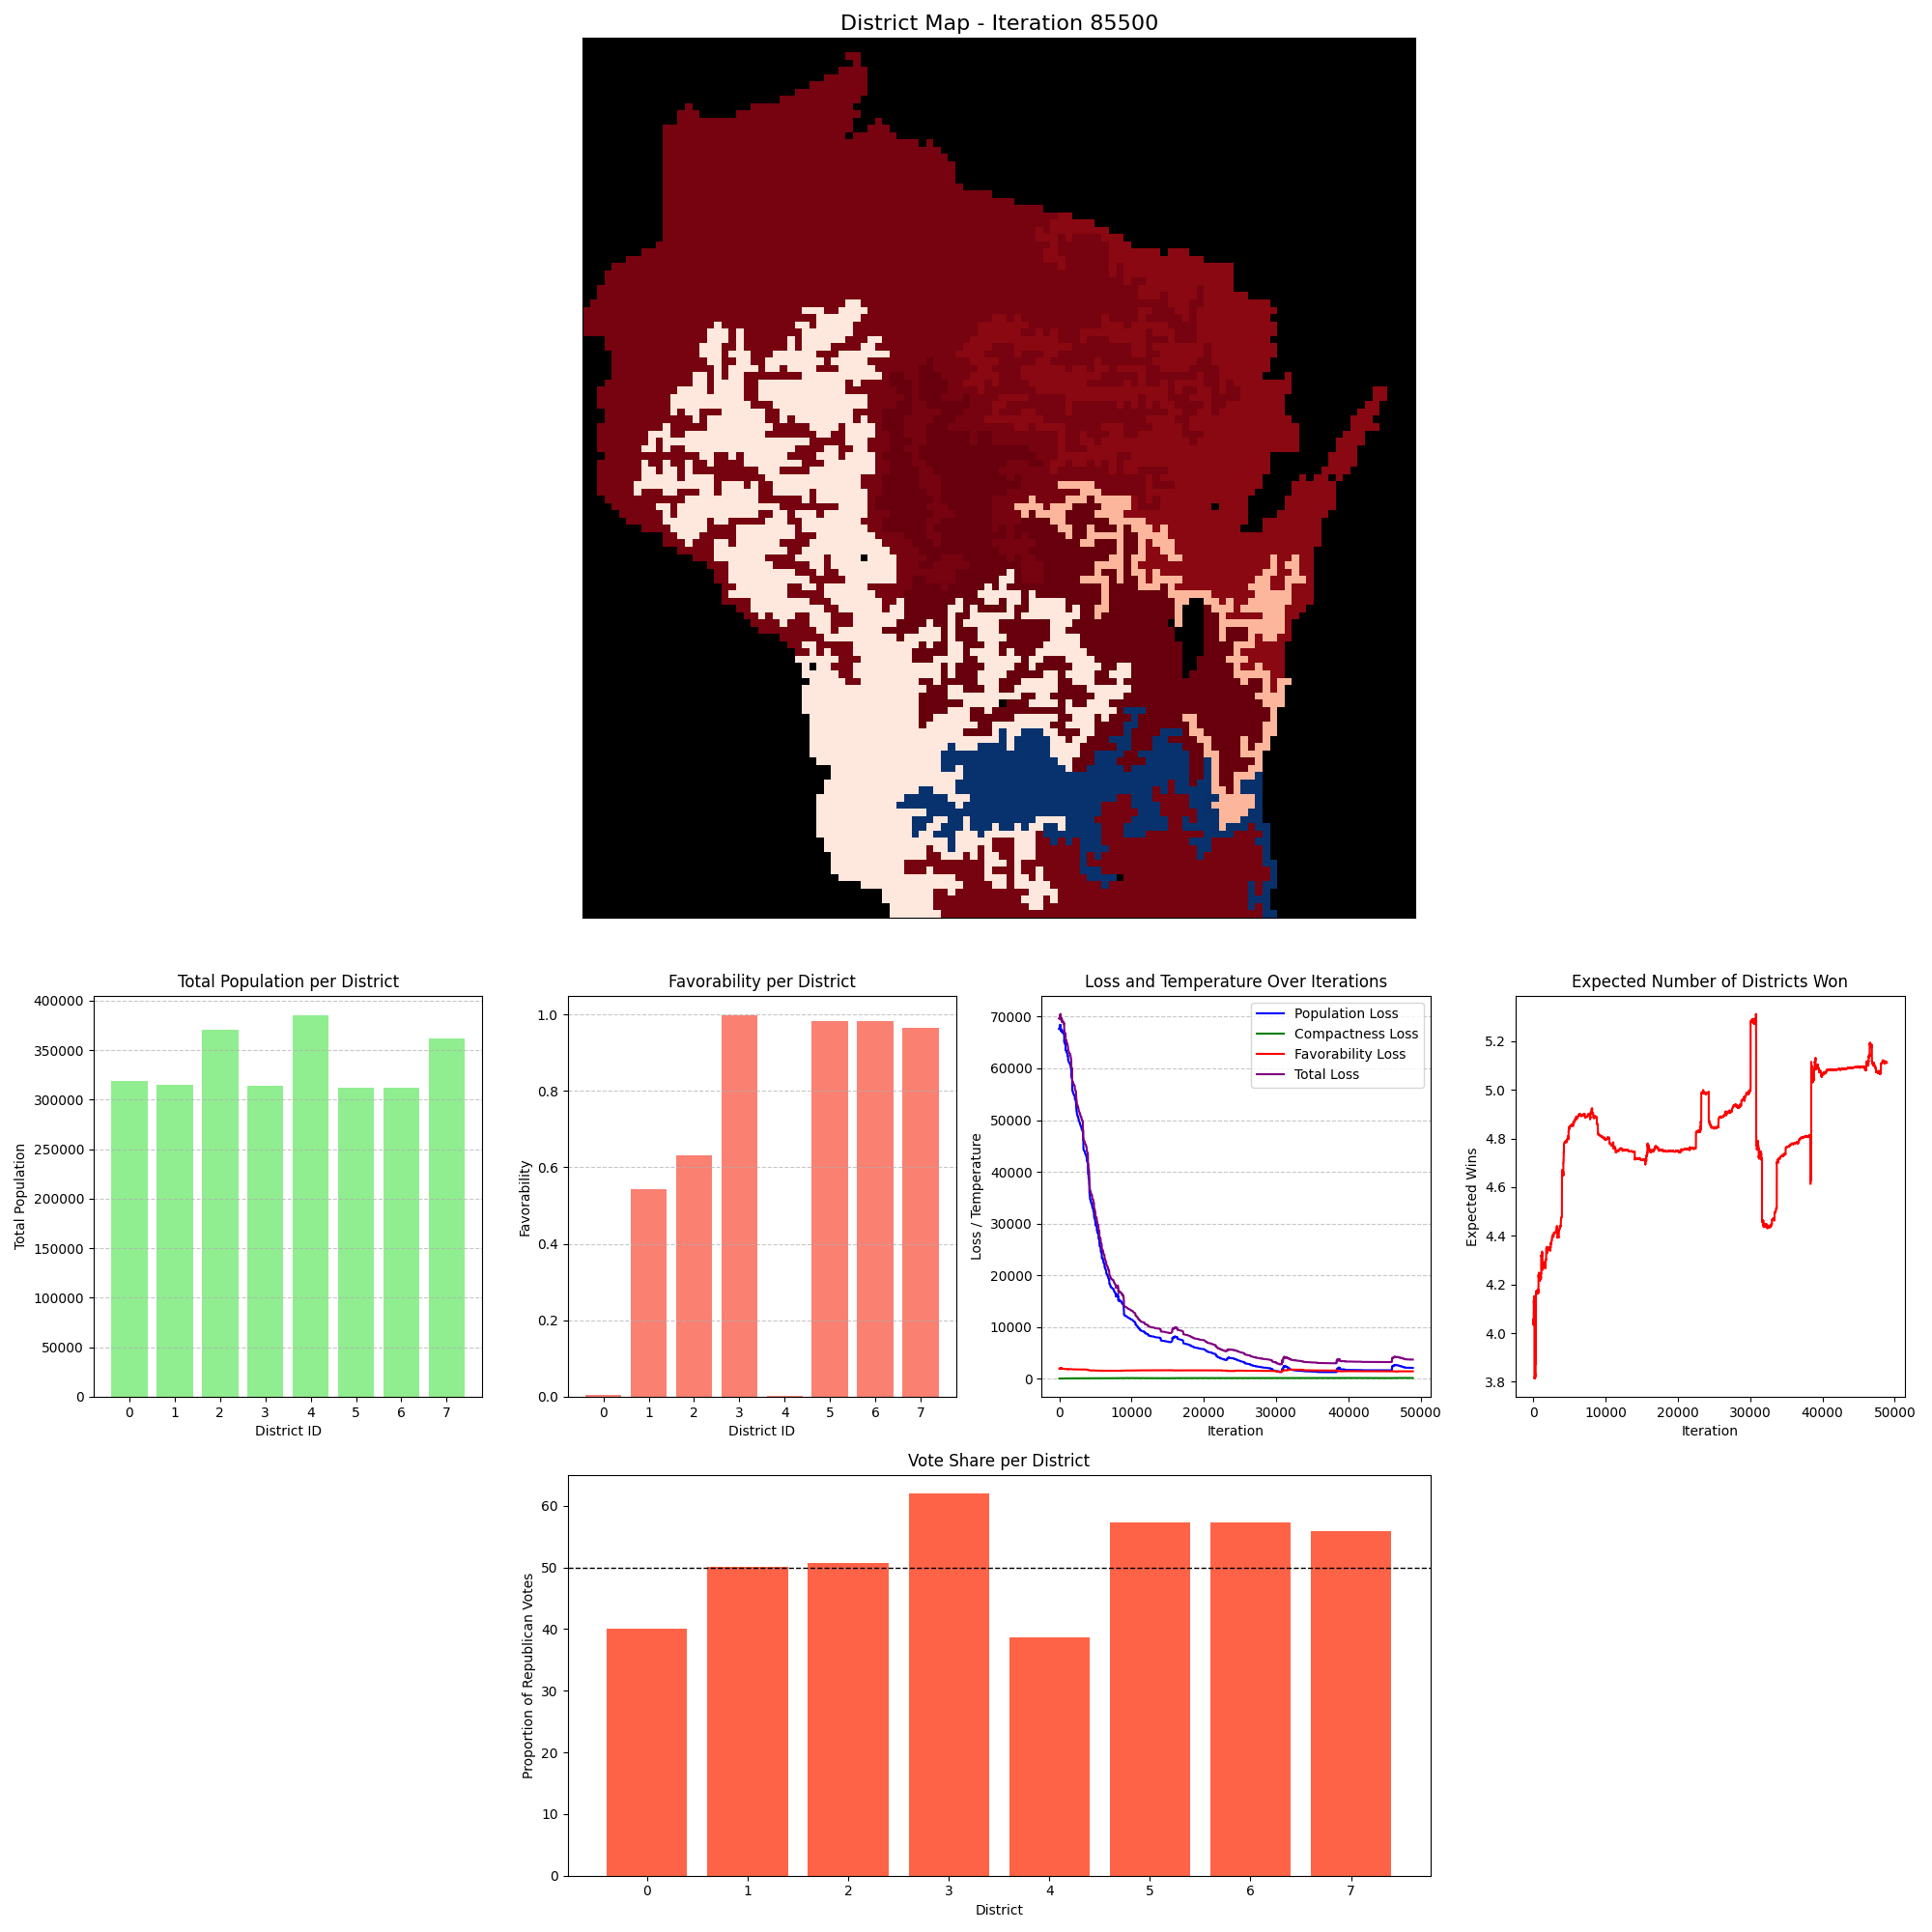 District Map - Iteration 85500
Total Population per District
400000
350000
300000
250000
200000
150000
100000
50000
0
Total Population
0 1 2 3 4 5 6 7
District ID
Favorability per District
1.0
0.8
0.6
0.4
0.2
0.0
Favorability
0 1 2 3 4 5 6 7
District ID
Loss and Temperature Over Iterations
Population Loss
Compactness Loss
Favorability Loss
Total Loss
70000
60000
50000
40000
30000
20000
10000
0
Loss / Temperature
0 10000 20000 30000 40000 50000
Iteration
Expected Number of Districts Won
5.2
5.0
4.8
4.6
4.4
4.2
4.0
3.8
Expected Wins
0 10000 20000 30000 40000 50000
Iteration
Vote Share per District
60
50
40
30
20
10
0
Proportion of Republican Votes
0 1 2 3 4 5 6 7
District